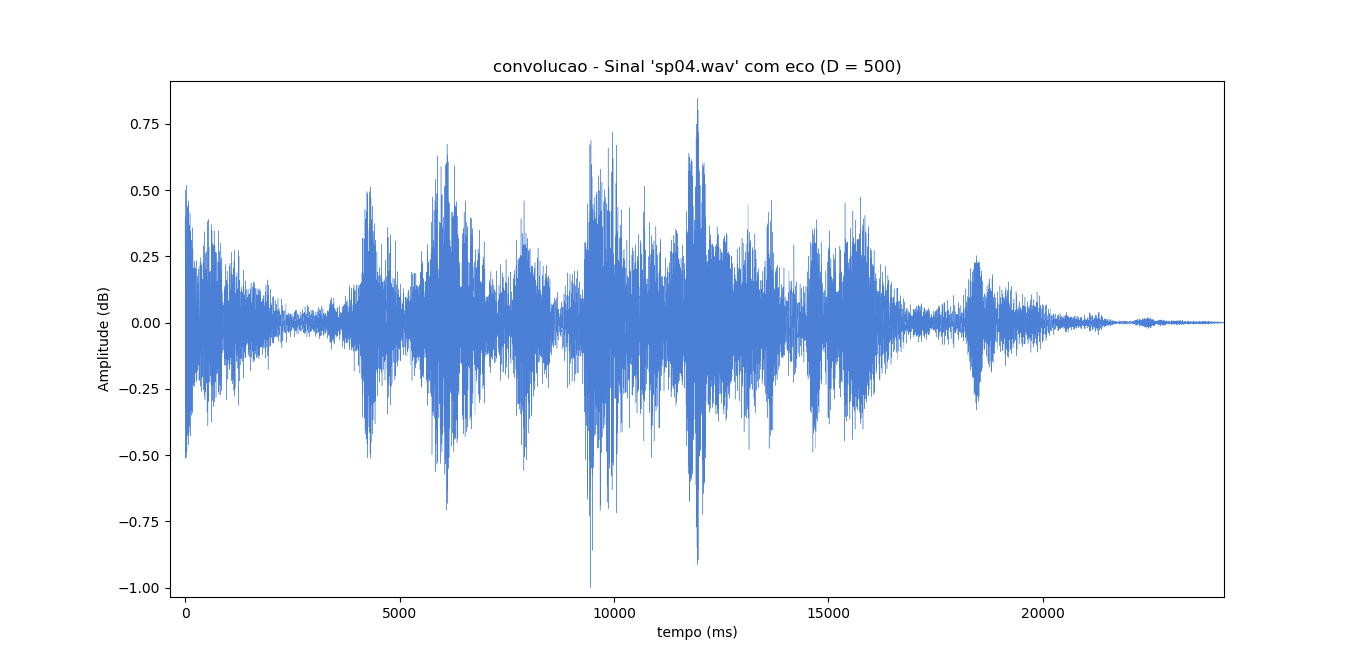 convolucao - Sinal 'sp04.wav' com eco (D = 500)
Amplitude (dB)
0.75
0.50
0.25
0.00
−0.25
−0.50
−0.75
−1.00
0 5000 10000 15000 20000
tempo (ms)